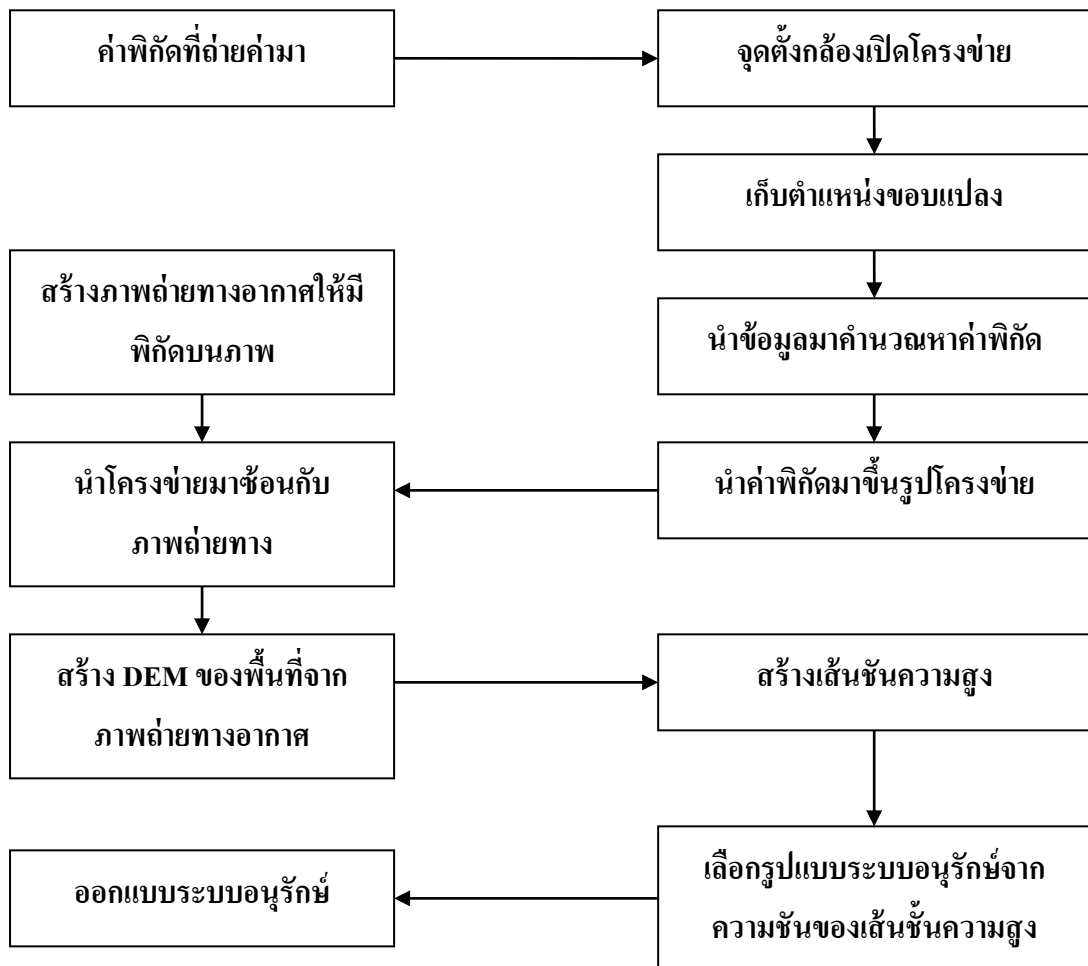 ค่าพิกัดที่ถ่ายค่ามา
จุดตั้งกล้องเปิดโครงข่าย
เก็บตำแหน่งขอบแปลง
สร้างภาพถ่ายทางอากาศให้มี
พิกัดบนภาพ
นำข้อมูลมาคำนวณหาค่าพิกัด
นำโครงข่ายมาซ้อนกับ
ภาพถ่ายทาง
นำค่าพิกัดมาขึ้นรูปโครงข่าย
สร้าง DEM ของพื้นที่จาก
ภาพถ่ายทางอากาศ
สร้างเส้นชันความสูง
ออกแบบระบบอนุรักษ์
เลือกรูปแบบระบบอนุรักษ์จาก
ความชันของเส้นชั้นความสูง